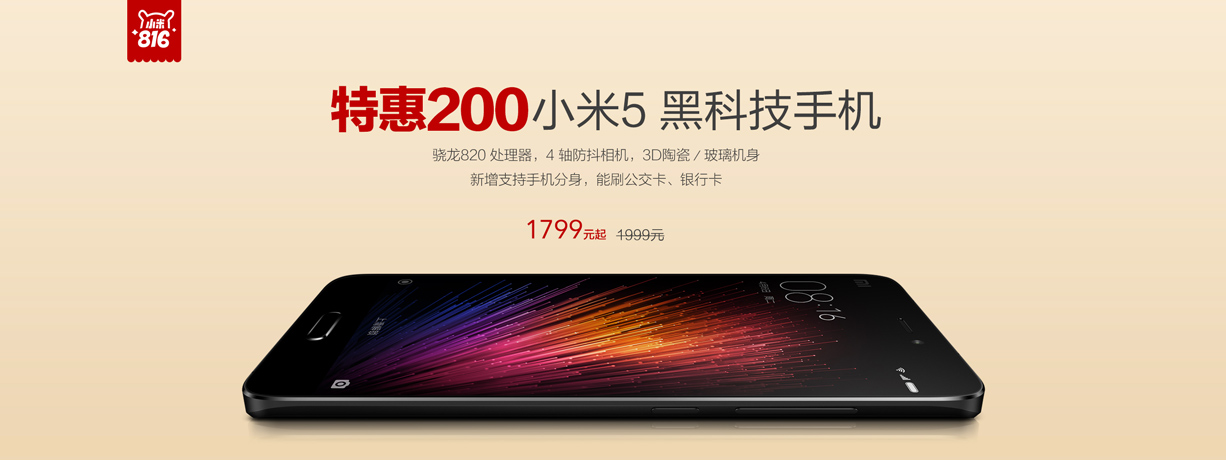 小米
816
特惠200小米5 黑科技手机
骁龙820 处理器，4 轴防抖相机，3D陶瓷 / 玻璃机身
新增支持手机分身，能刷公交卡、银行卡
1799元起 1999元
08:16